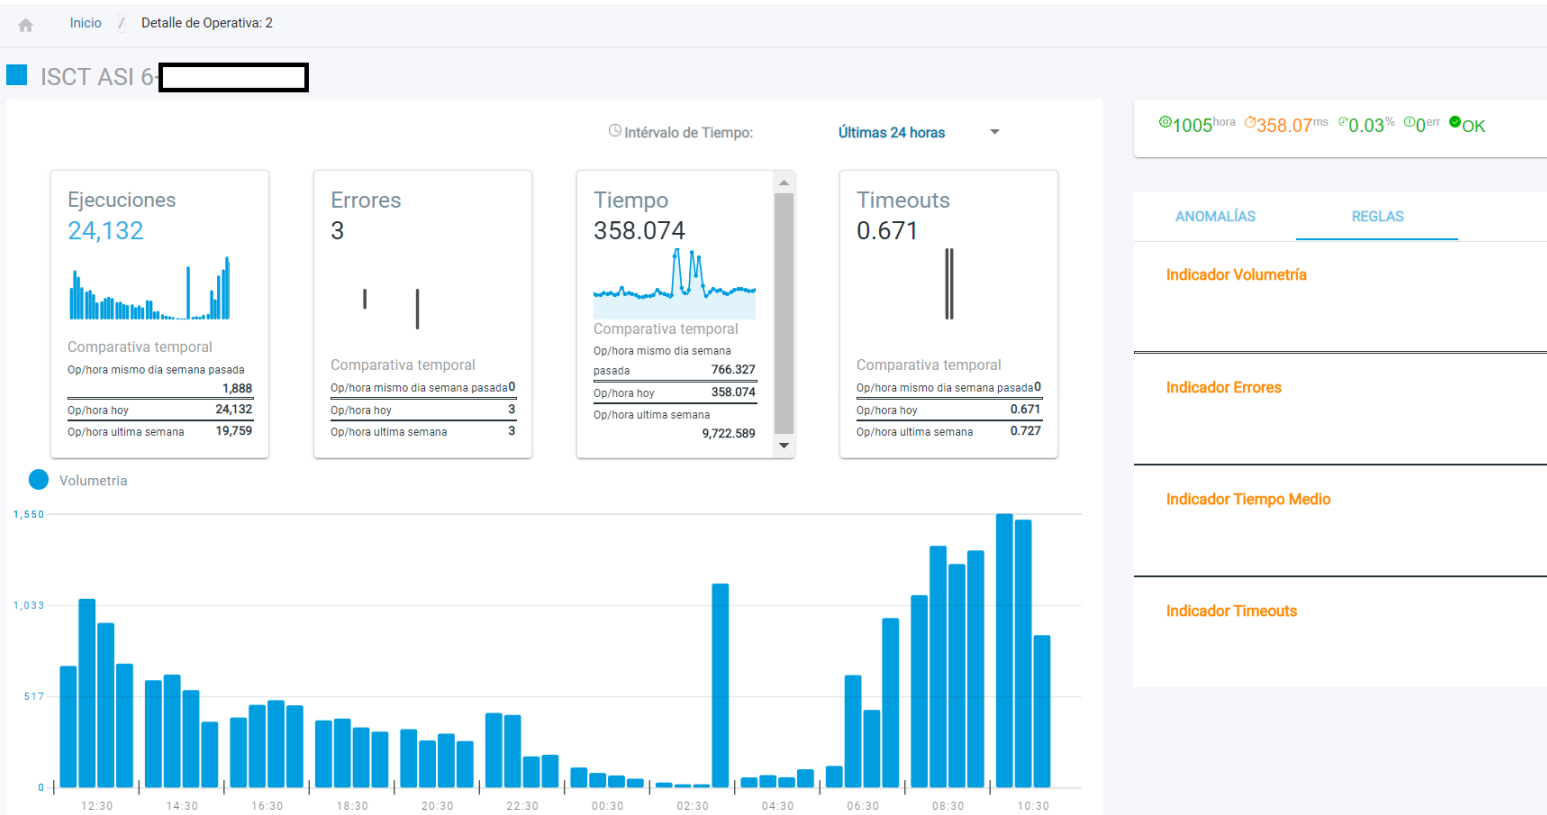 Inicio / Detalle de Operativa: 2
ISCT ASI 6-
Intérvalo de Tiempo: Últimas 24 horas
1005 hora 358.07 ms 0.03 % 0 err OK
Ejecuciones
24,132
Comparativa temporal
Op/hora mismo dia semana pasada
1,888
Op/hora hoy 24,132
Op/hora ultima semana 19,759
Errores
3
Comparativa temporal
Op/hora mismo dia semana pasada 0
Op/hora hoy 3
Op/hora ultima semana 3
Tiempo
358.074
Comparativa temporal
Op/hora mismo dia semana
pasada 766.327
Op/hora hoy 358.074
Op/hora ultima semana
9,722.589
Timeouts
0.671
Comparativa temporal
Op/hora mismo dia semana pasada 0
Op/hora hoy 0.671
Op/hora ultima semana 0.727
ANOMALÍAS REGLAS
Indicador Volumetría
Indicador Errores
Indicador Tiempo Medio
Indicador Timeouts
Volumetria
1,550
1,033
517
0
12:30 14:30 16:30 18:30 20:30 22:30 00:30 02:30 04:30 06:30 08:30 10:30